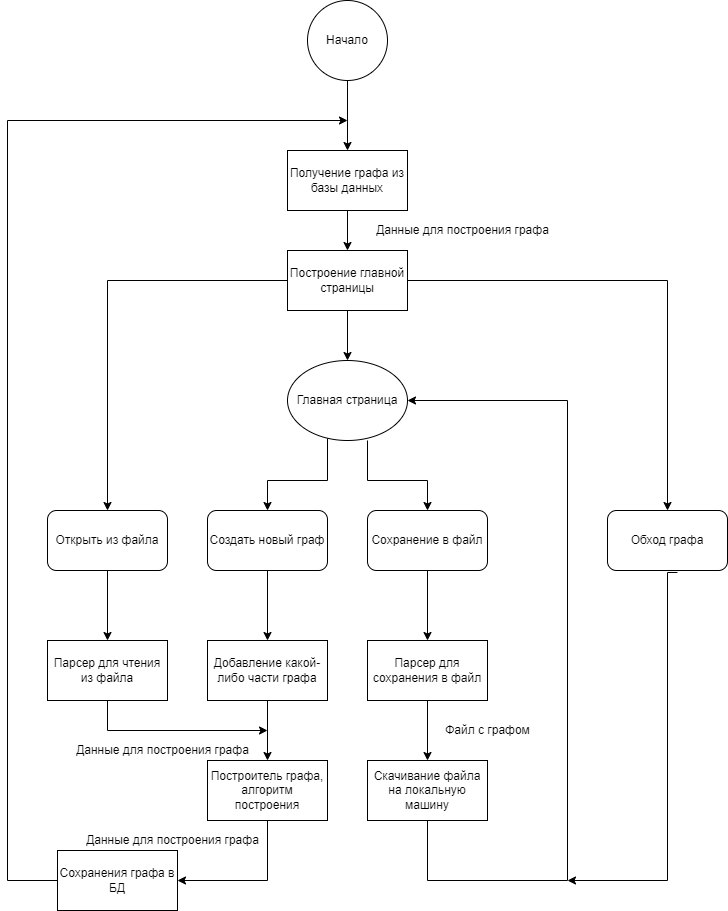 Начало
Получение графа из
базы данных
Данные для построения графа
Построение главной
страницы
Главная страница
Открыть из файла
Создать новый граф
Сохранение в файл
Обход графа
Парсер для чтения
из файла
Добавление какой-
либо части графа
Парсер для
сохранения в файл
Данные для построения графа
Файл с графом
Построитель графа,
алгоритм
построения
Скачивание файла
на локальную
машину
Данные для построения графа
Сохранения графа в
БД